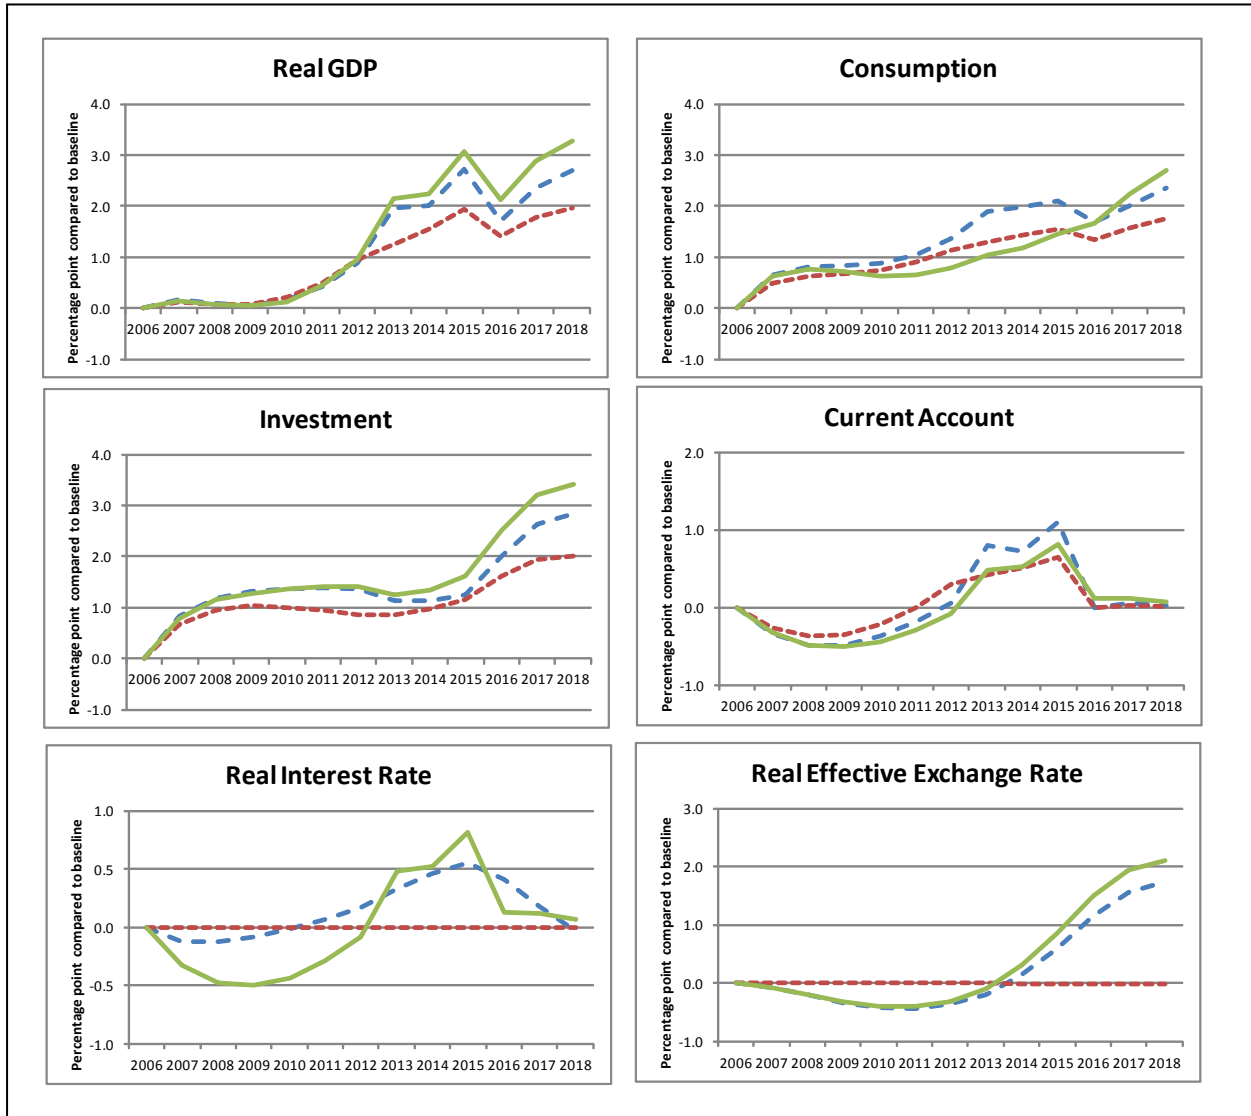 Real GDP
Percentage point compared to baseline
4.0
3.0
2.0
1.0
0.0
-1.0
2006 2007 2008 2009 2010 2011 2012 2013 2014 2015 2016 2017 2018
Consumption
Percentage point compared to baseline
4.0
3.0
2.0
1.0
0.0
-1.0
2006 2007 2008 2009 2010 2011 2012 2013 2014 2015 2016 2017 2018
Investment
Percentage point compared to baseline
4.0
3.0
2.0
1.0
0.0
-1.0
2006 2007 2008 2009 2010 2011 2012 2013 2014 2015 2016 2017 2018
Current Account
Percentage point compared to baseline
2.0
1.0
0.0
-1.0
2006 2007 2008 2009 2010 2011 2012 2013 2014 2015 2016 2017 2018
Real Interest Rate
Percentage point compared to baseline
1.0
0.5
0.0
-0.5
-1.0
2006 2007 2008 2009 2010 2011 2012 2013 2014 2015 2016 2017 2018
Real Effective Exchange Rate
Percentage point compared to baseline
3.0
2.0
1.0
0.0
-1.0
2006 2007 2008 2009 2010 2011 2012 2013 2014 2015 2016 2017 2018